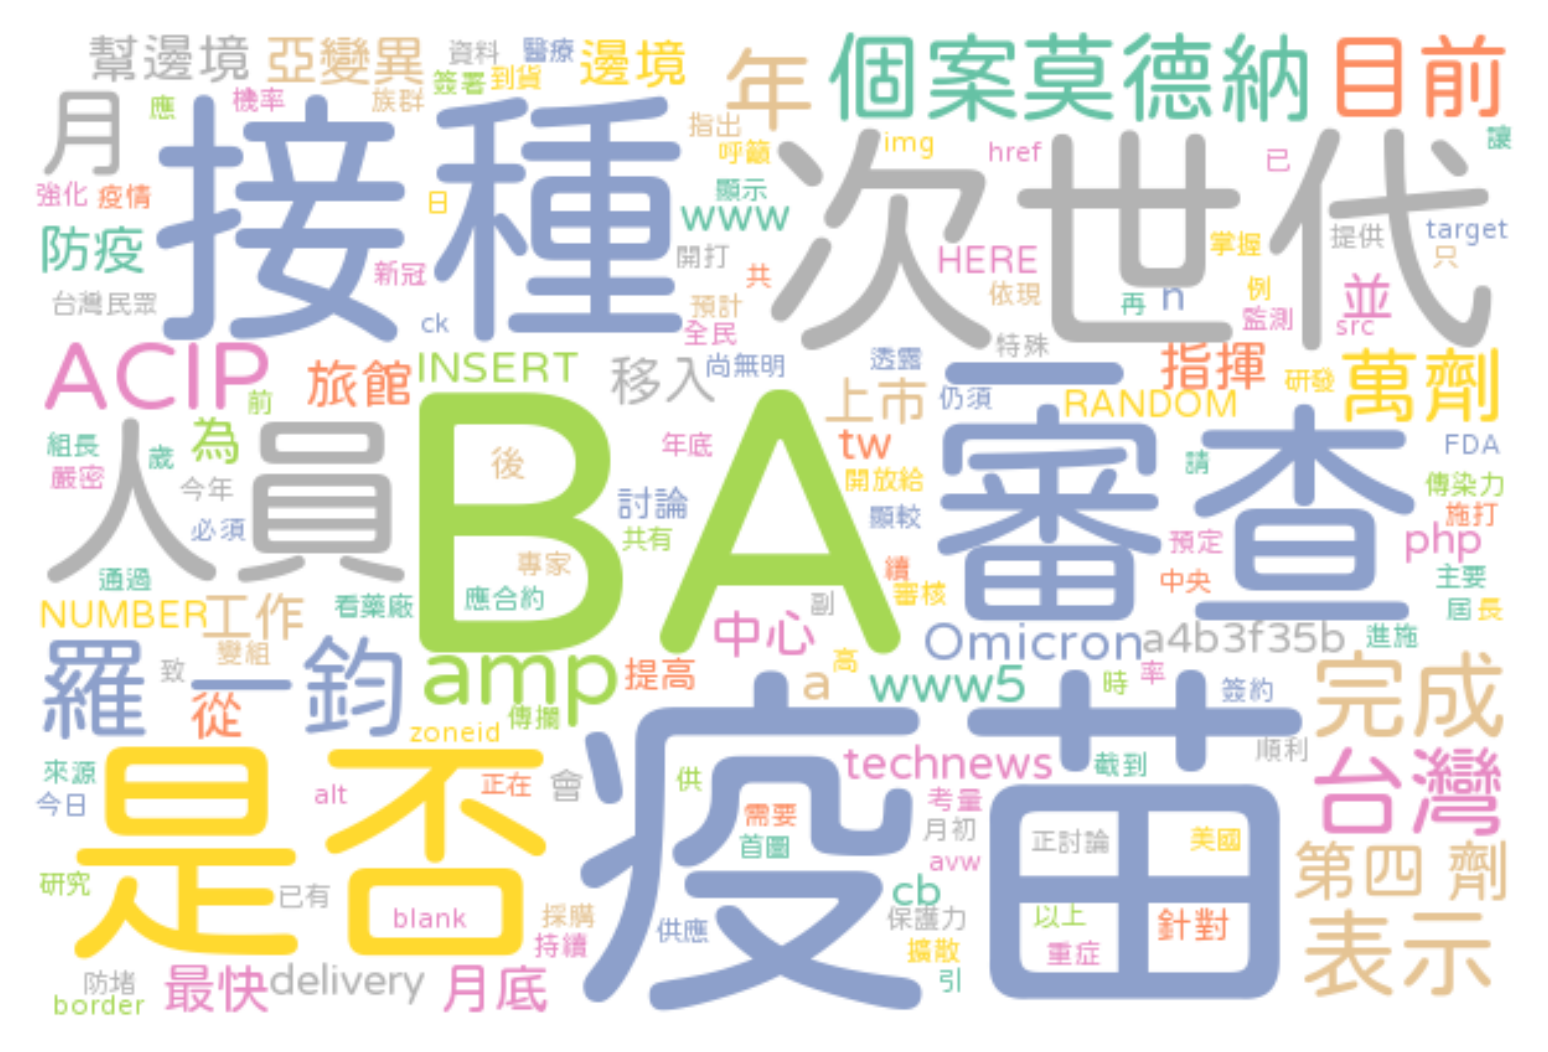 幫邊境 亞變異 資料 醫療 邊境 年 個案莫德納 目前
簽署 到貨
月 應 機率 族群 接種 指出 呼籲 次世代 img href 已 讓
強化 疫情 日 顯示 www
防疫 新冠 開打 共 HERE 掌握 提供 target 只
台灣民眾 ck 預計 全民 依現 再 n 例 監測 並 src
ACIP 旅館 INSERT 移入 尚無明 透露 特殊 一 指揮 研發 萬劑
前 上市 仍須 RANDOM
組長 歲 為 人員 BA 後 年底 tw 審查 請 FDA
嚴密 今年 開放給 傳染力
必須 討論 顯較 施打
共有 專家 預定 php
通過 續 中央 主要
NUMBER 工作 看藥廠 應合約 副 審核 屆 長
變組 中心 Omicron a4b3f35b 進施
羅一鈞 致 從 amp 提高 a 高 www5 時 率 簽約 完成
傳攔 zoneid 順利
來源 是否 正在 會 疫苗 供 technews 截到 台灣
今日 alt 需要 考量
首圖 月初 正討論 美國
研究 已有 avw 第四 劑
blank 採購 供應 cb 保護力 以上 針對
持續 擴散 重症 表示
防堵 最快 delivery 月底 引
border